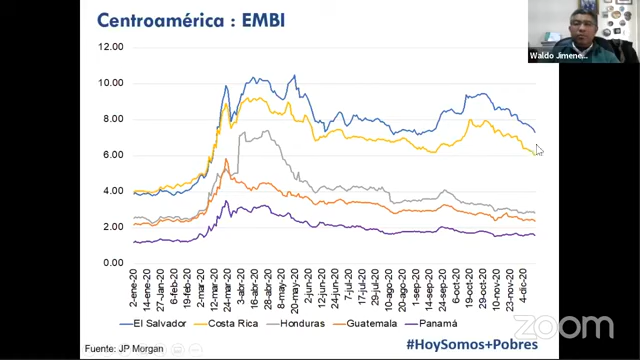 Centroamérica : EMBI
Waldo Jimene...
12.00
10.00
8.00
6.00
4.00
2.00
0.00
2-ene-20
14-ene-20
27-Ana-20
6-feb-20
19-feb-20
2-mar-20
12-mar-20
24-mar-20
3-abr-20
16-abr-20
28-abr-20
8-may-20
20-may-20
2-jun-20
12-jun-20
24-jun-20
7-jul-20
17-jul-20
29-jul-20
10-ago-20
20-ago-20
1-sep-20
14-sep-20
24-sep-20
6-oct-20
19-oct-20
29-oct-20
10-nov-20
23-nov-20
4-dic-20
El Salvador
Costa Rica
Honduras
Guatemala
Panamá
zoom
Fuente: JP Morgan
#HoySomos+Pobres